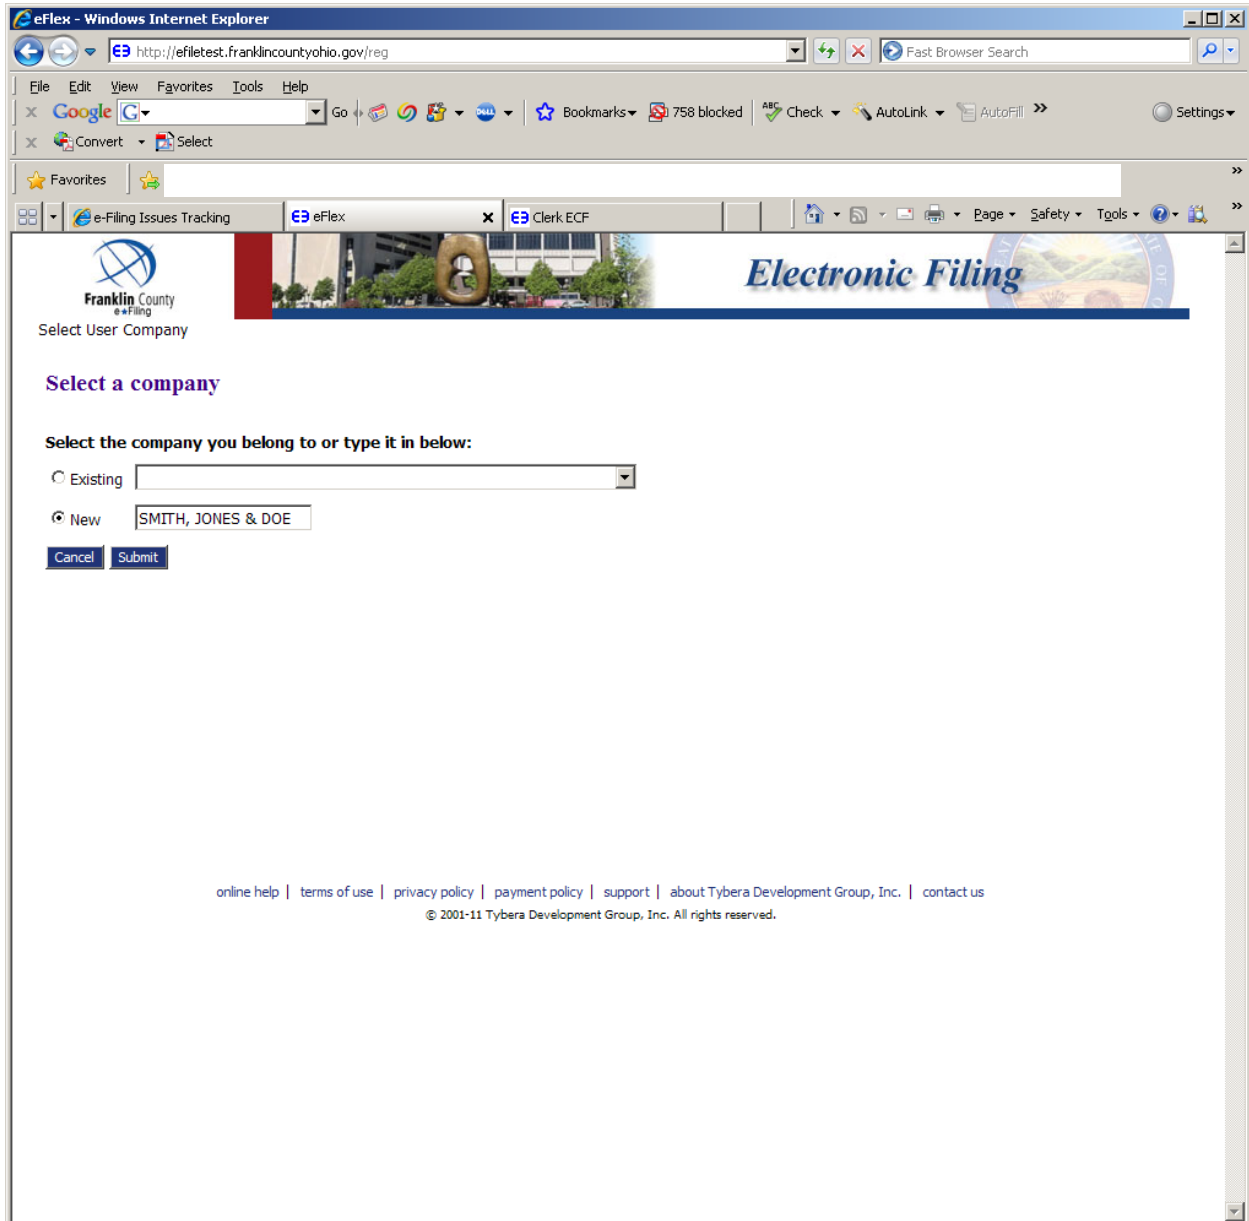 eFlex - Windows Internet Explorer
http://efiletest.franklincountyohio.gov/reg
Fast Browser Search
File Edit View Favorites Tools Help
x Google G Go Bookmarks 758 blocked ABC Check AutoLink AutoFill » Settings
x Convert Select
Favorites »
e-Filing Issues Tracking eFlex x Clerk ECF Page Safety Tools »
Franklin County
e★Filing
Electronic Filing
Select User Company
Select a company
Select the company you belong to or type it in below:
Existing
New SMITH, JONES & DOE
Cancel Submit
online help | terms of use | privacy policy | payment policy | support | about Tybera Development Group, Inc. | contact us
© 2001-11 Tybera Development Group, Inc. All rights reserved.